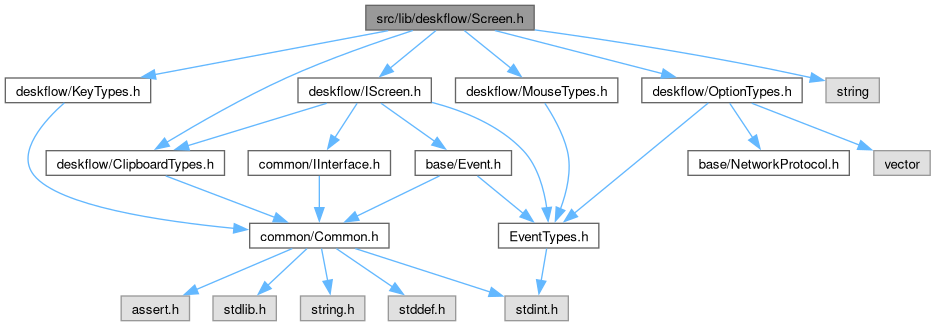 src/lib/deskflow/Screen.h
deskflow/KeyTypes.h
deskflow/IScreen.h
deskflow/MouseTypes.h
deskflow/OptionTypes.h
string
deskflow/ClipboardTypes.h
common/IInterface.h
base/Event.h
base/NetworkProtocol.h
vector
common/Common.h
EventTypes.h
assert.h
stdlib.h
string.h
stddef.h
stdint.h